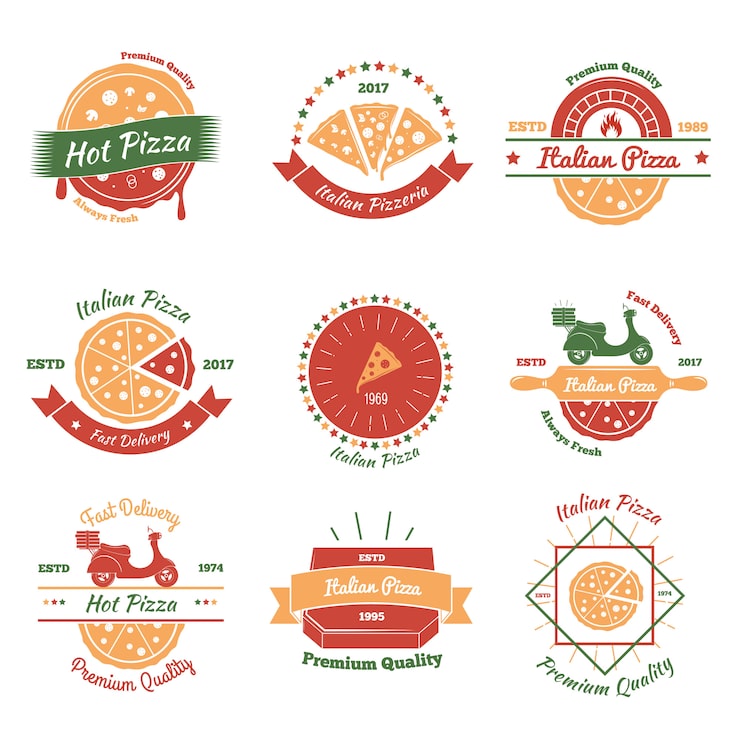 Premium Quality
Hot Pizza
Always Fresh
2017
Italian Pizzeria
Premium Quality
ESTD 1989
Italian Pizza
Italian Pizza
ESTD 2017
Fast Delivery
1969
Italian Pizza
Fast Delivery
ESTD 2017
Italian Pizza
Always Fresh
Fast Delivery
ESTD 1974
Hot Pizza
Premium Quality
ESTD
Italian Pizza
1995
Premium Quality
Italian Pizza
ESTD 1974
Premium Quality